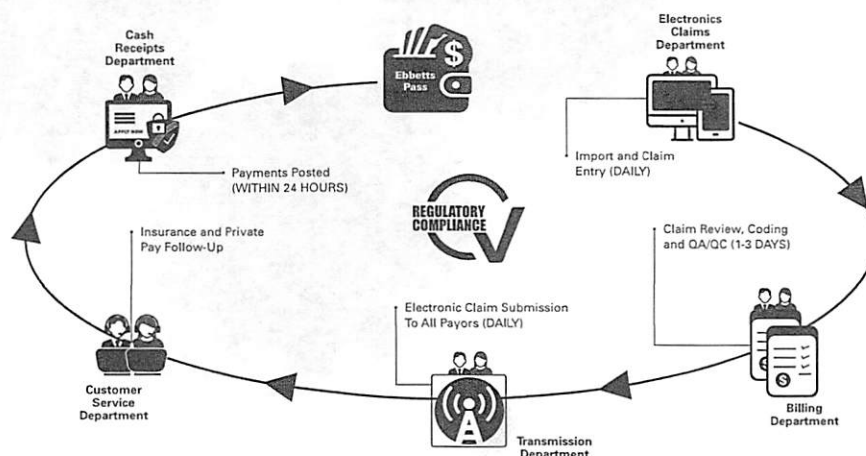 Cash
Receipts
Department
APPLY NOW
Payments Posted
(WITHIN 24 HOURS)
Ebbetts
Pass
$
Electronics
Claims
Department
Import and Claim
Entry (DAILY)
REGULATORY
COMPLIANCE
Insurance and Private
Pay Follow-Up
Claim Review, Coding
and QA/QC (1-3 DAYS)
Electronic Claim Submission
To All Payors (DAILY)
Customer
Service
Department
Transmission
Department
$
Billing
Department